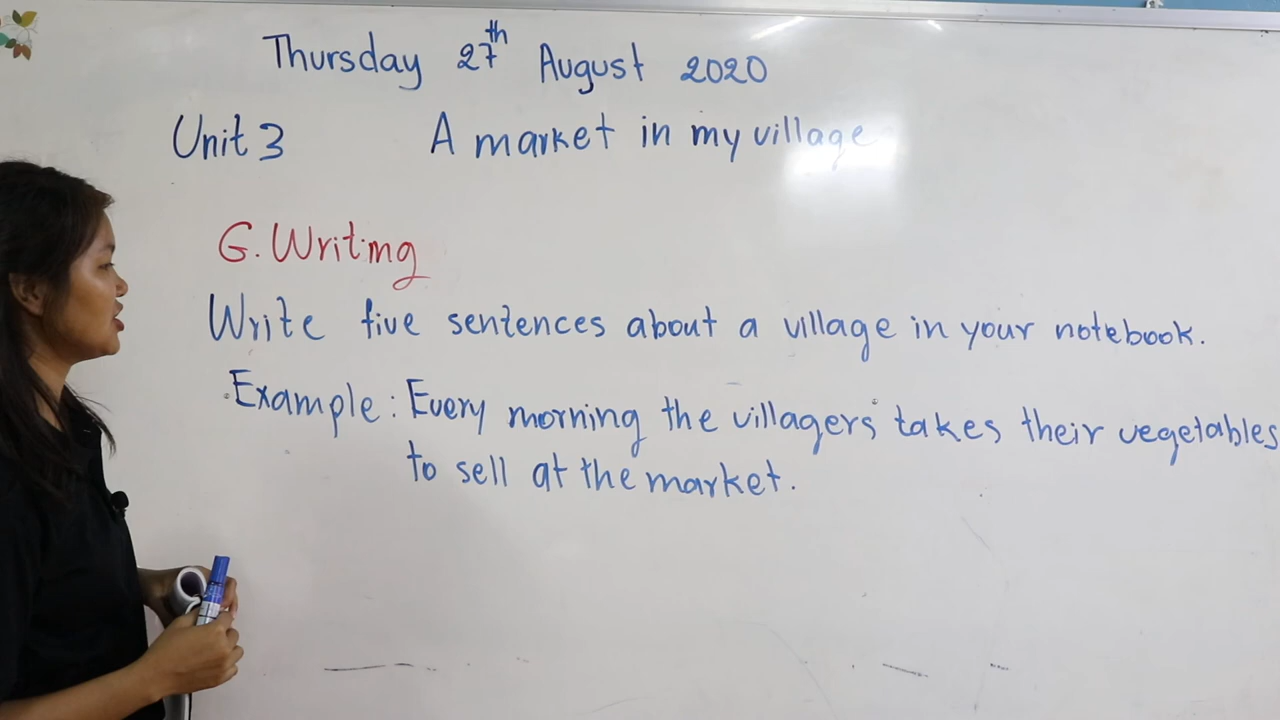 Thursday 27th August 2020
Unit 3 A market in my village
G. Writing
Write five sentences about a village in your notebook.
Example: Every morning the villagers takes their vegetables
to sell at the market.